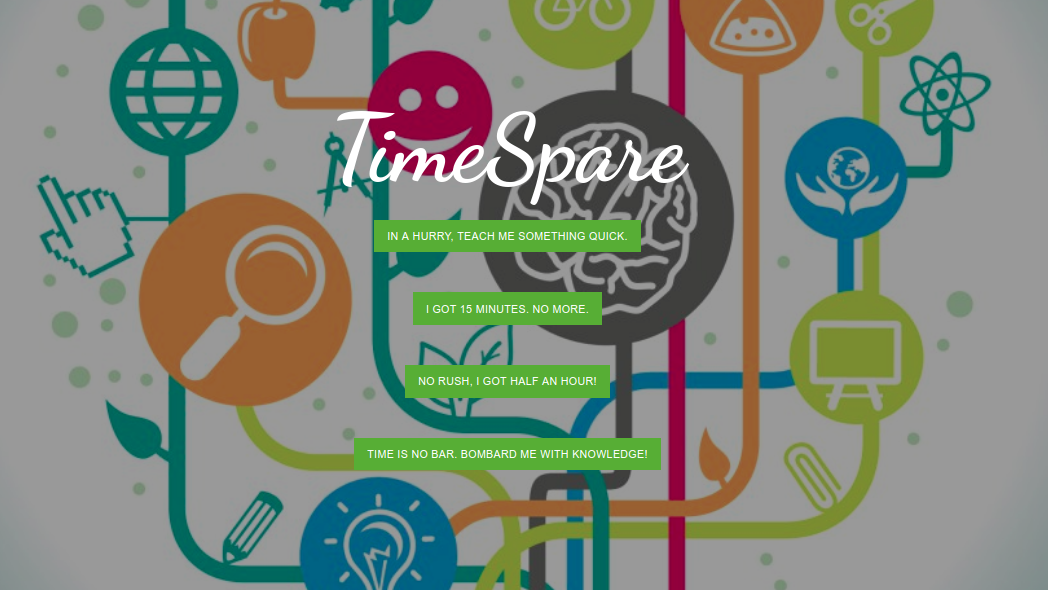 TimeSpare
IN A HURRY, TEACH ME SOMETHING QUICK.
I GOT 15 MINUTES. NO MORE.
NO RUSH, I GOT HALF AN HOUR!
TIME IS NO BAR. BOMBARD ME WITH KNOWLEDGE!